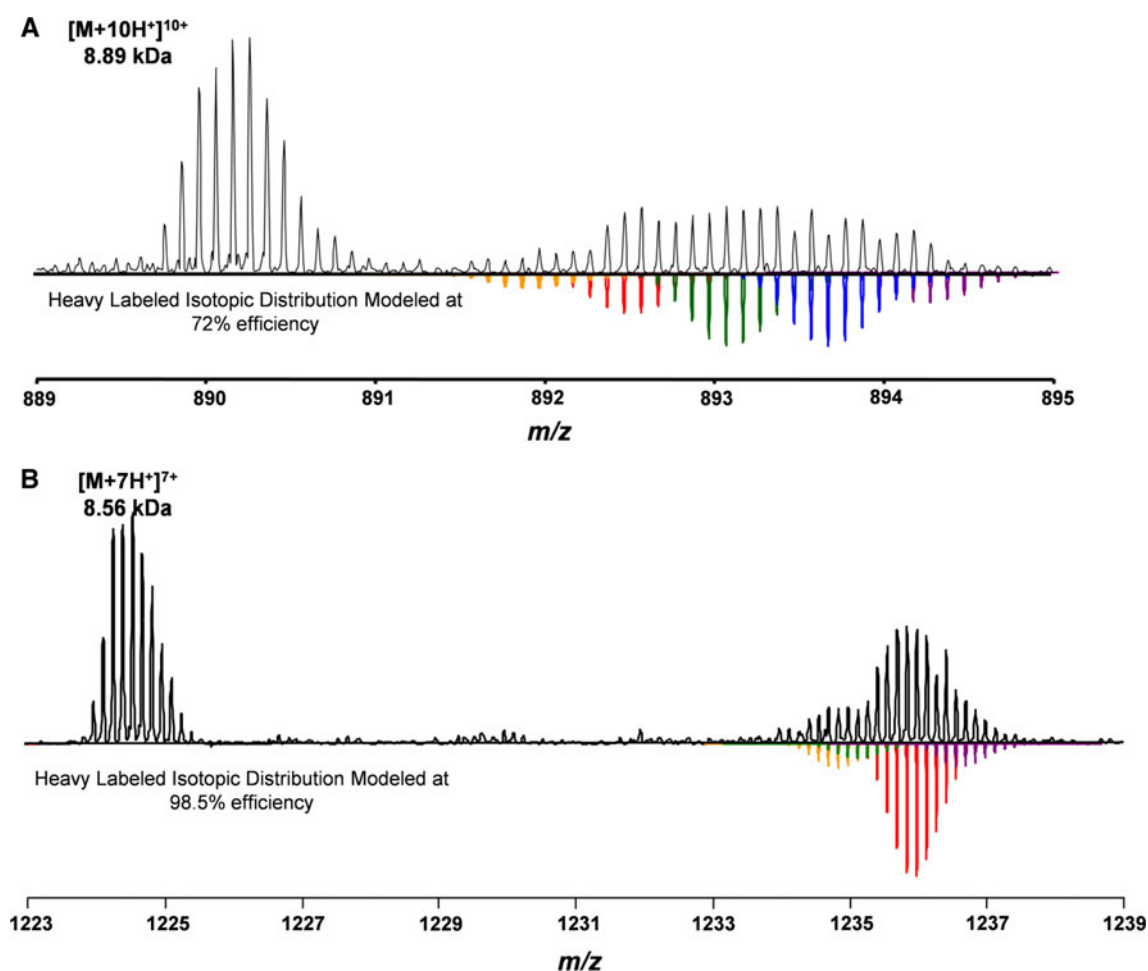 A
[M+10H⁺]¹⁰⁺
8.89 kDa
Heavy Labeled Isotopic Distribution Modeled at
72% efficiency
889 890 891 892 893 894 895
m/z
B
[M+7H⁺]⁷⁺
8.56 kDa
Heavy Labeled Isotopic Distribution Modeled at
98.5% efficiency
1223 1225 1227 1229 1231 1233 1235 1237 1239
m/z